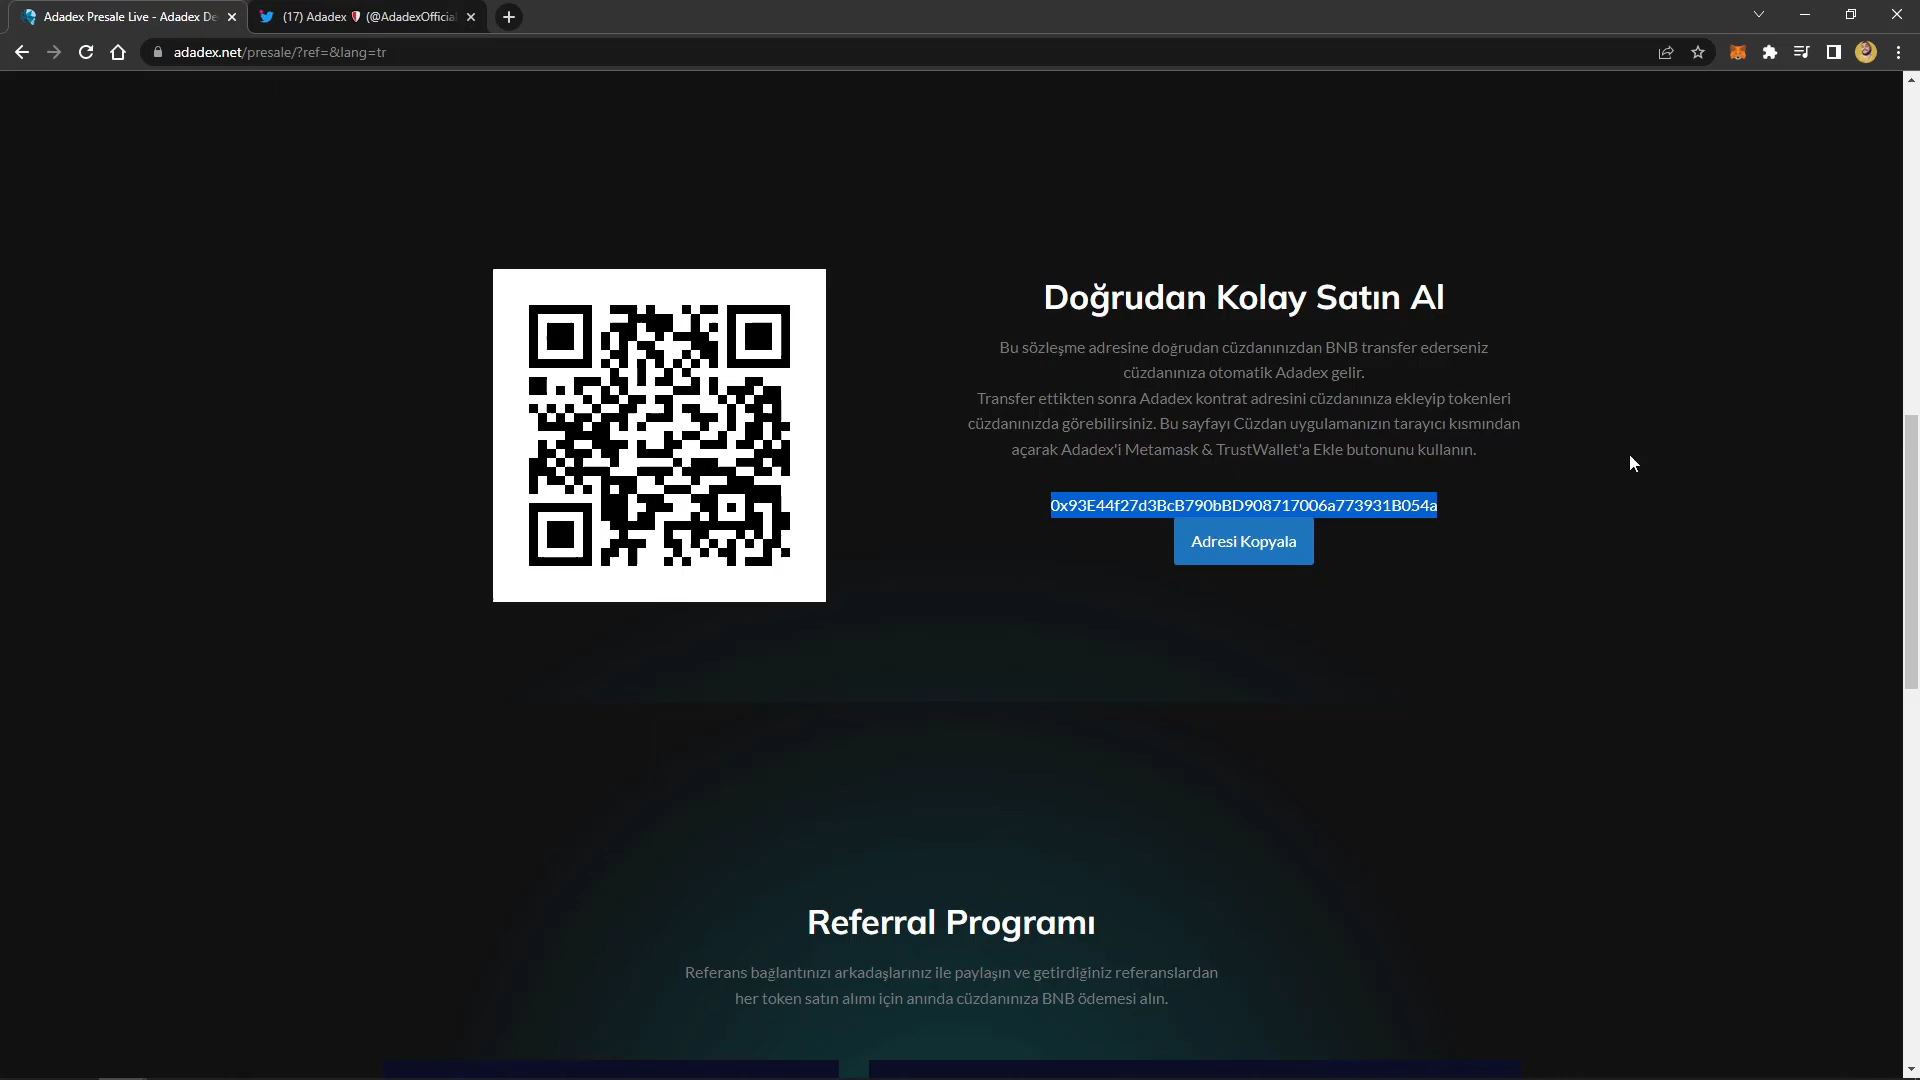 Adadex Presale Live - Adadex De
(17) Adadex (@AdadexOfficial
adadex.net/presale/?ref=&lang=tr
Doğrudan Kolay Satın Al
Bu sözleşme adresine doğrudan cüzdanınızdan BNB transfer ederseniz
cüzdanınıza otomatik Adadex gelir.
Transfer ettikten sonra Adadex kontrat adresini cüzdanınıza ekleyip tokenleri
cüzdanınızda görebilirsiniz. Bu sayfayı Cüzdan uygulamanızın tarayıcı kısmından
açarak Adadex'i Metamask & TrustWallet'a Ekle butonunu kullanın.
0x93E44f27d3BcB790bBD908717006a773931B054a
Adresi Kopyala
Referral Programı
Referans bağlantınızı arkadaşlarınız ile paylaşın ve getirdiğiniz referanslardan
her token satın alımı için anında cüzdanınıza BNB ödemesi alın.